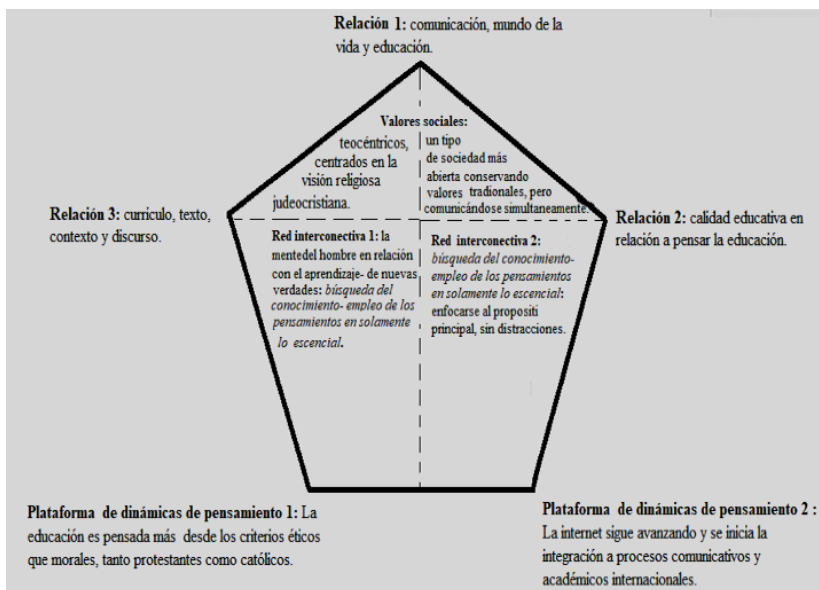 Relación 1: comunicación, mundo de la
vida y educación.
Valores sociales:
teocéntricos,
centrados en la
visión religiosa
judeocristiana.
un tipo
de sociedad más
abierta conservando
valores tradionales, pero
comunicándose simultaneamente.
Relación 3: currículo, texto,
contexto y discurso.
Relación 2: calidad educativa en
relación a pensar la educación.
Red interconectiva 1: la
mentedel hombre en relación
con el aprendizaje- de nuevas
verdades: búsqueda del
conocimiento- empleo de los
pensamientos en solamente
lo escencial.
Red interconectiva 2:
búsqueda del conocimiento-
empleo de los pensamientos
en solamente lo escencial:
enfocarse al propositi
principal, sin distracciones.
Plataforma de dinámicas de pensamiento 1: La
educación es pensada más desde los criterios éticos
que morales, tanto protestantes como católicos.
Plataforma de dinámicas de pensamiento 2 :
La internet sigue avanzando y se inicia la
integración a procesos comunicativos y
académicos internacionales.